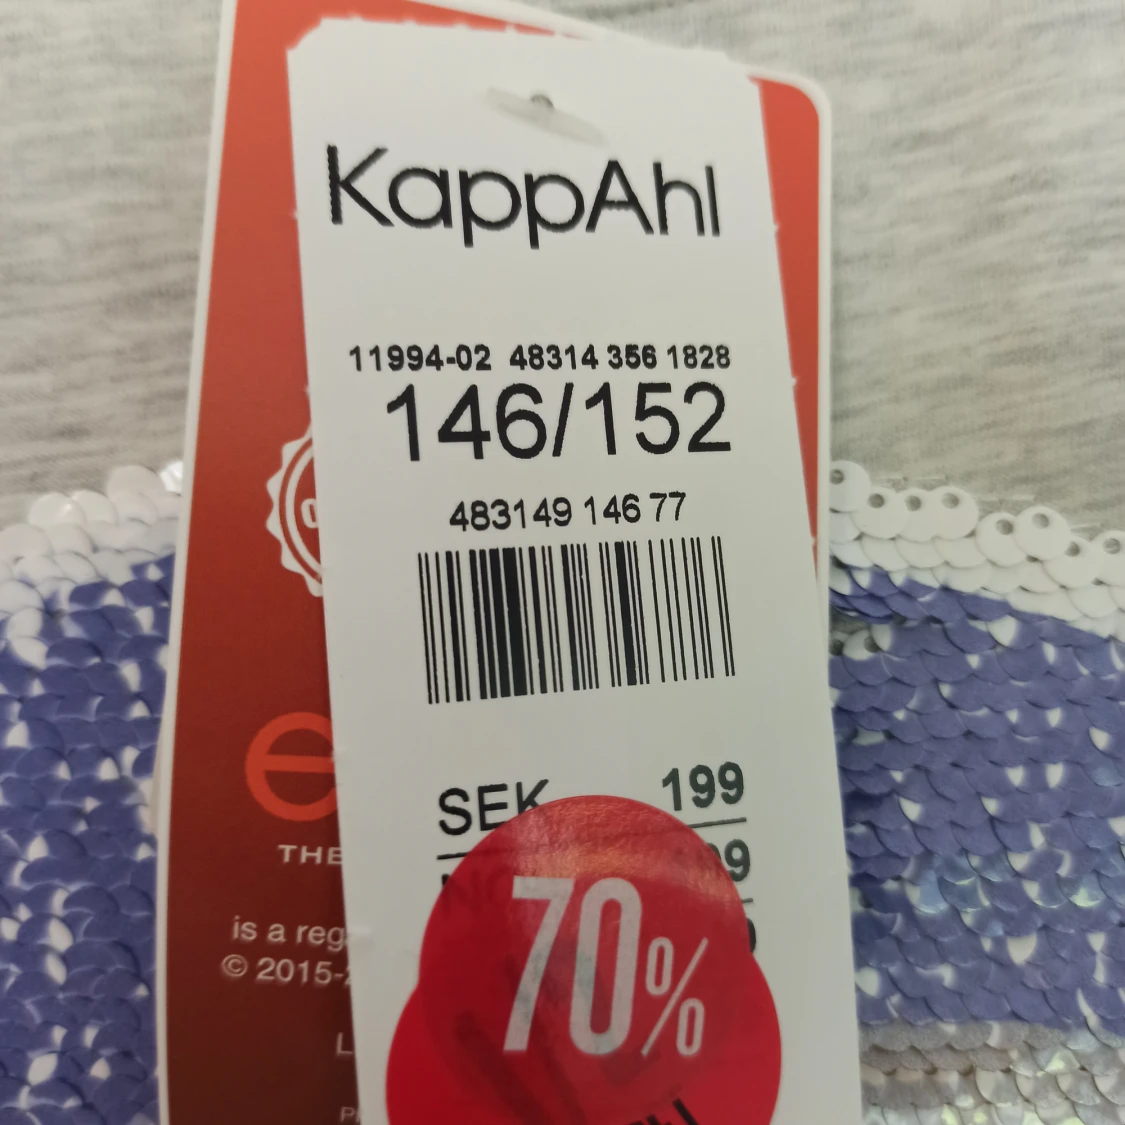 KappAhl
11994-02 48314 356 1828
146/152
483149 146 77
SEK 199
70%
e
THE
is a reg
© 2015-
L